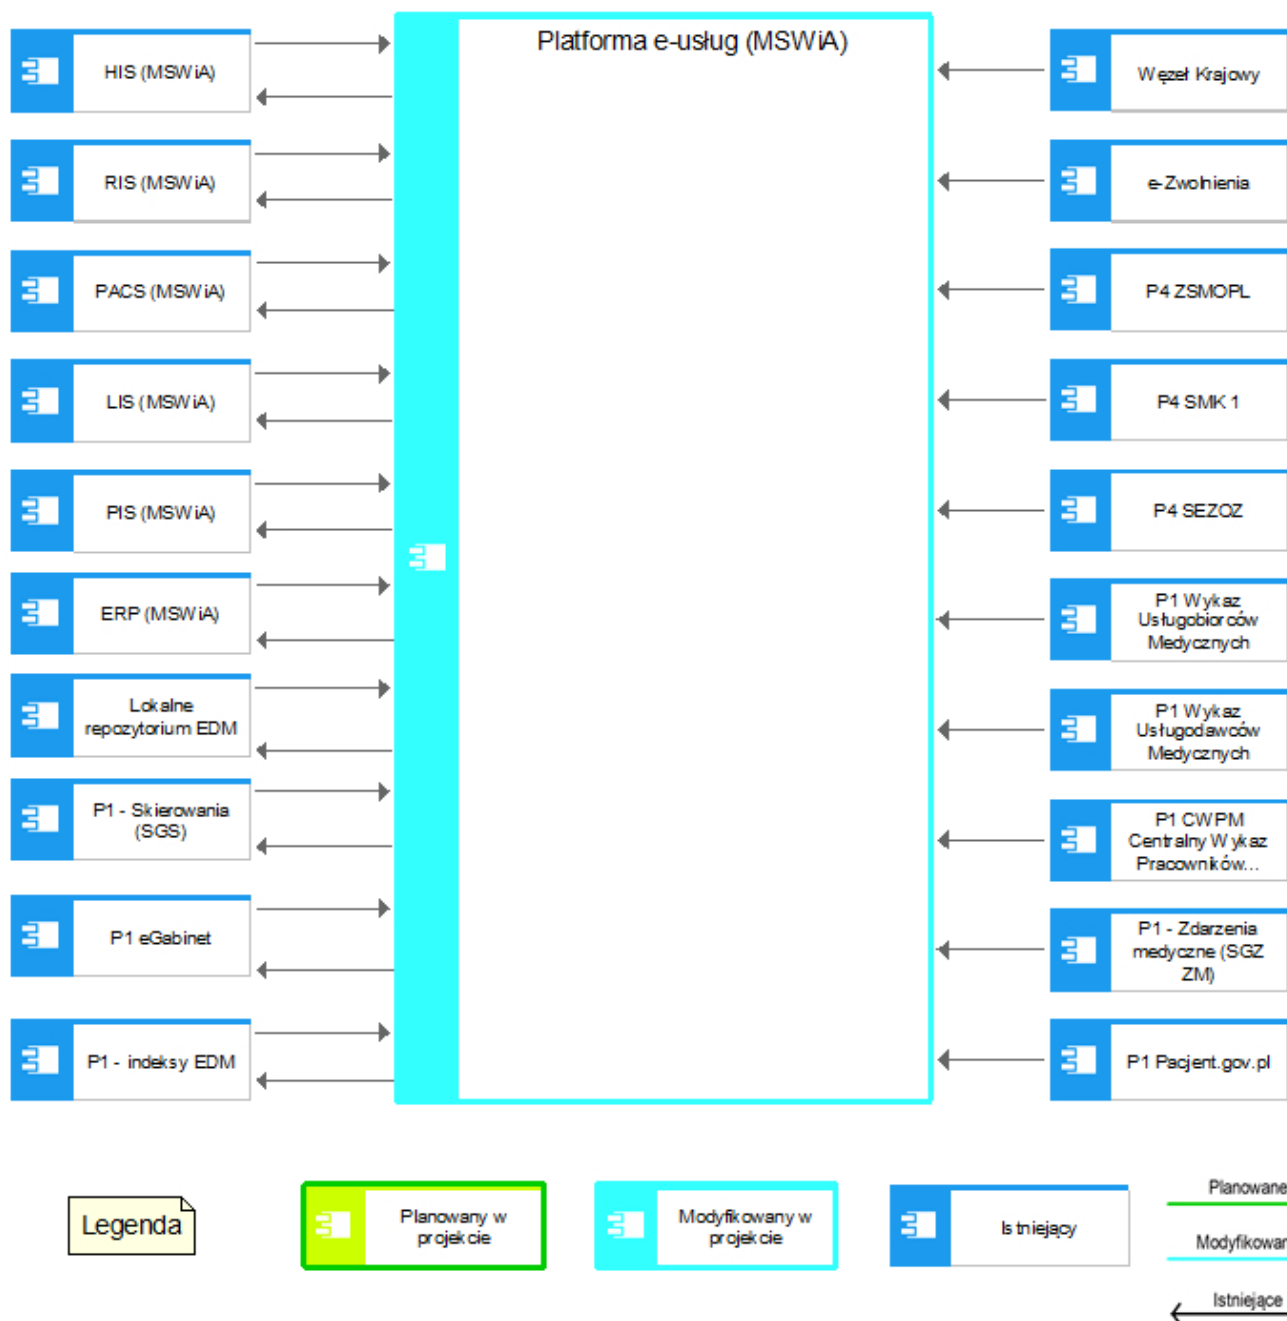 Platforma e-usług (MSWiA)
HIS (MSWiA)
RIS (MSWiA)
PACS (MSWiA)
LIS (MSWiA)
PIS (MSWiA)
ERP (MSWiA)
Lokalne
repozytorium EDM
P1 - Skierowania
(SGS)
P1 eGabinet
P1 - indeksy EDM
Węzeł Krajowy
e-Zwolnienia
P4 ZSMOPL
P4 SMK 1
P4 SEZOZ
P1 Wykaz
Usługobiorców
Medycznych
P1 Wykaz
Usługodawców
Medycznych
P1 CWPM
Centralny Wykaz
Pracowników...
P1 - Zdarzenia
medyczne (SGZ
ZM)
P1 Pacjent.gov.pl
Legenda
Planowany w
projekcie
Modyfikowany w
projekcie
Istniejący
Planowane
Modyfikowan
Istniejące